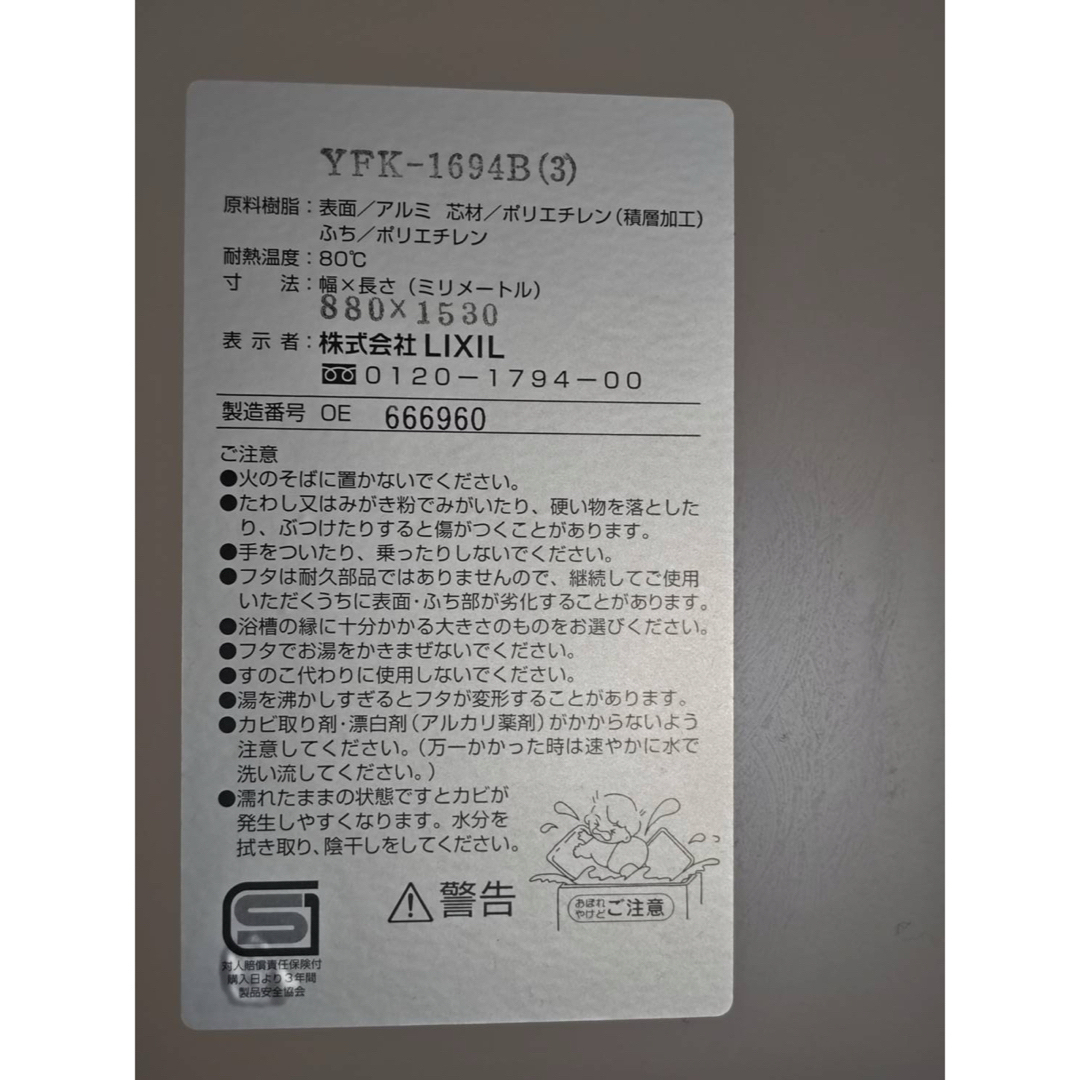 YFK-1694B(3)
原料樹脂：表面／アルミ 芯材／ポリエチレン（積層加工）
ふち／ポリエチレン
耐熱温度：80℃
寸 法：幅×長さ（ミリメートル）
880×1530
表示者：株式会社LIXIL
0120－1794－00
製造番号 OE 666960
ご注意
●火のそばに置かないでください。
●たわし又はみがき粉でみがいたり、硬い物を落とした
り、ぶつけたりすると傷がつくことがあります。
●手をついたり、乗ったりしないでください。
●フタは耐久部品ではありませんので、継続してご使用
いただくうちに表面・ふち部が劣化することがあります。
●浴槽の縁に十分かかる大きさのものをお選びください。
●フタでお湯をかきまぜないでください。
●すのこ代わりに使用しないでください。
●湯を沸かしすぎるとフタが変形することがあります。
●カビ取り剤・漂白剤（アルカリ薬剤）がかからないよう
注意してください。（万一かかった時は速やかに水で
洗い流してください。）
●濡れたままの状態ですとカビが
発生しやすくなります。水分を
拭き取り、陰干しをしてください。
警告
おぼれ
やけど
ご注意
SG
対人賠償責任保険付
購入日より3年間
製品安全協会